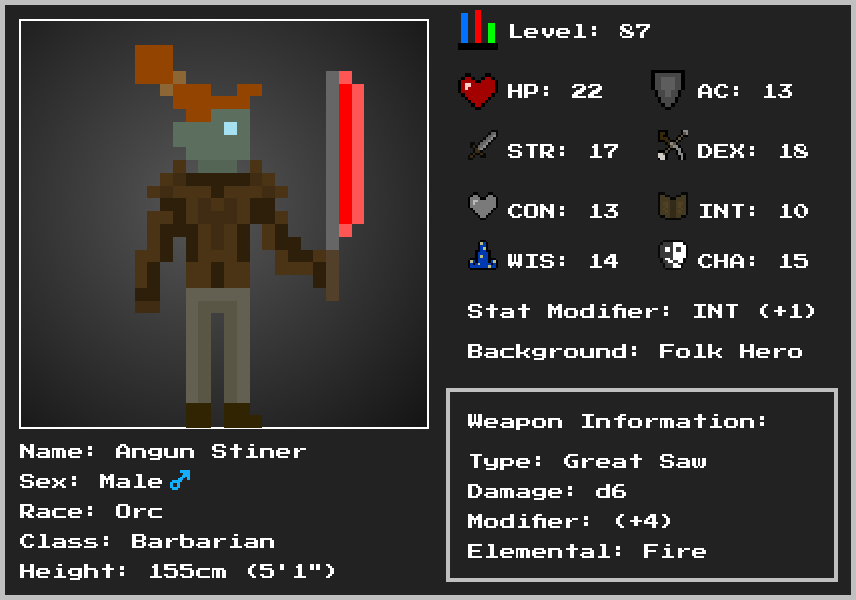 Level: 87
HP: 22 AC: 13
STR: 17 DEX: 18
CON: 13 INT: 10
WIS: 14 CHA: 15
Stat Modifier: INT (+1)
Background: Folk Hero
Name: Angun Stiner
Sex: Male♂
Race: Orc
Class: Barbarian
Height: 155cm (5'1")
Weapon Information:
Type: Great Saw
Damage: d6
Modifier: (+4)
Elemental: Fire